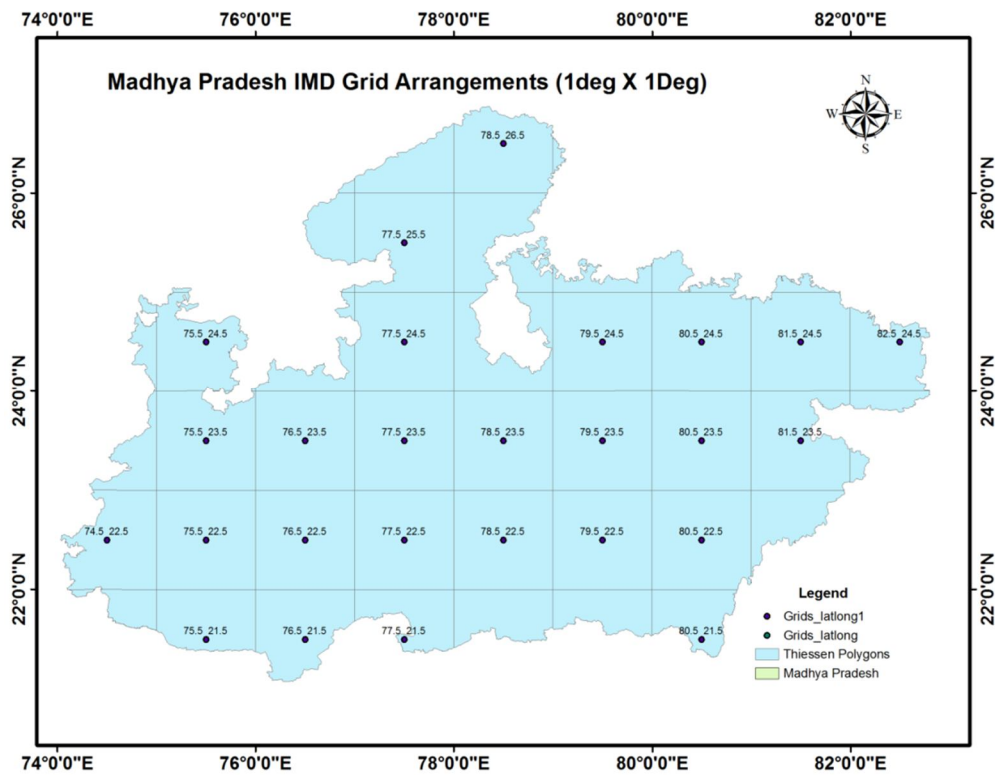 74°0'0"E 76°0'0"E 78°0'0"E 80°0'0"E 82°0'0"E
Madhya Pradesh IMD Grid Arrangements (1deg X 1Deg)
N
W E
S
78.5_26.5
26°0'0"N 26°0'0"N
77.5_25.5
75.5_24.5 77.5_24.5 79.5_24.5 80.5_24.5 81.5_24.5 82.5_24.5
24°0'0"N 24°0'0"N
75.5_23.5 76.5_23.5 77.5_23.5 78.5_23.5 79.5_23.5 80.5_23.5 81.5_23.5
74.5_22.5 75.5_22.5 76.5_22.5 77.5_22.5 78.5_22.5 79.5_22.5 80.5_22.5
22°0'0"N 22°0'0"N
75.5_21.5 76.5_21.5 77.5_21.5 80.5_21.5
Legend
Grids_latlong1
Grids_latlong
Thiessen Polygons
Madhya Pradesh
74°0'0"E 76°0'0"E 78°0'0"E 80°0'0"E 82°0'0"E